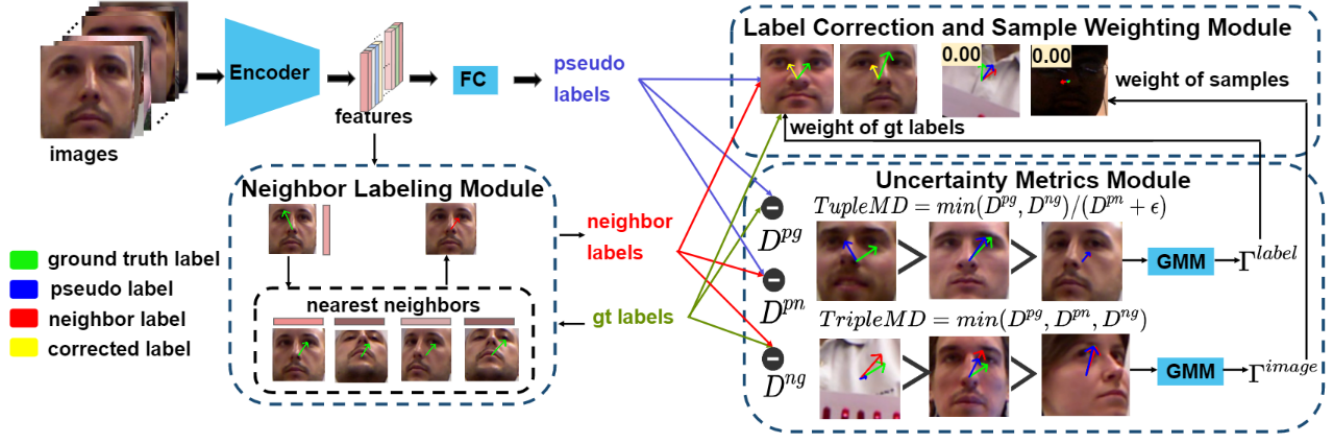 images
Encoder
features
FC
pseudo
labels
Label Correction and Sample Weighting Module
0.00
0.00
weight of samples
weight of gt labels
Neighbor Labeling Module
nearest neighbors
neighbor
labels
gt labels
ground truth label
pseudo label
neighbor label
corrected label
D^{pg}
D^{pn}
D^{ng}
Uncertainty Metrics Module
TupleMD = min(D^{pg}, D^{ng})/(D^{pn} + ϵ)
GMM
Γ^{label}
TripleMD = min(D^{pg}, D^{pn}, D^{ng})
GMM
Γ^{image}